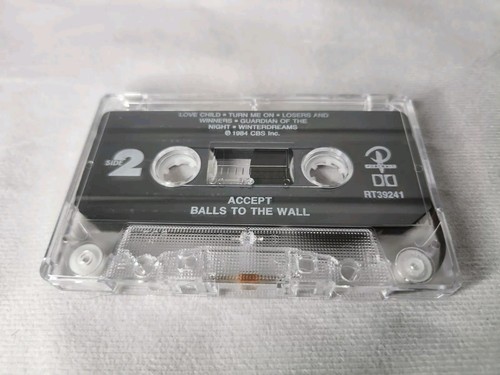 LOVE CHILD • TURN ME ON • LOSERS AND
WINNERS • GUARDIAN OF THE
NIGHT • WINTERDREAMS
℗ 1984 CBS Inc.
SIDE 2
RT39241
ACCEPT
BALLS TO THE WALL